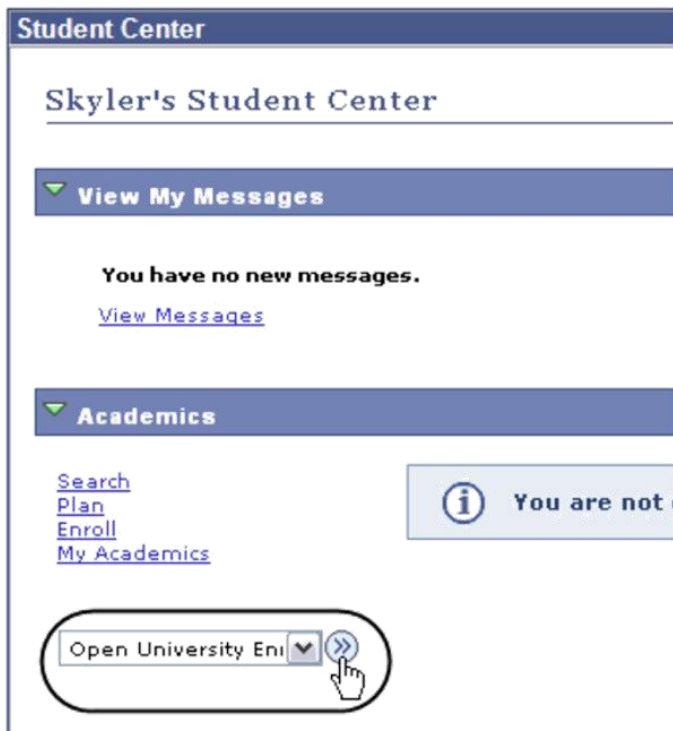 Student Center
Skyler's Student Center
View My Messages
You have no new messages.
View Messages
Academics
Search
Plan
Enroll
My Academics
You are not
Open University